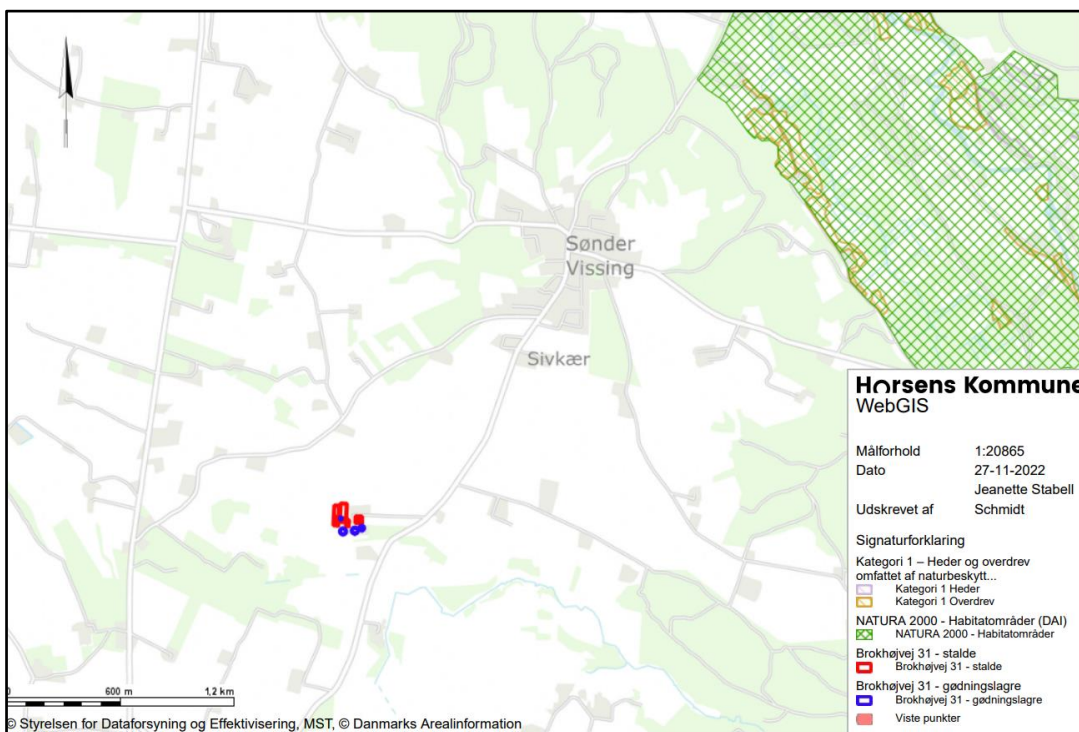 Sønder
Vissing
Sivkær
Horsens Kommune
WebGIS
Målforhold 1:20865
Dato 27-11-2022
Jeanette Stabell
Udskrevet af Schmidt
Signaturforklaring
Kategori 1 – Heder og overdrev
omfattet af naturbeskytt...
Kategori 1 Heder
Kategori 1 Overdrev
NATURA 2000 - Habitatområder (DAI)
NATURA 2000 - Habitatområder
Brokhøjvej 31 - stalde
Brokhøjvej 31 - stalde
Brokhøjvej 31 - gødningslagre
Brokhøjvej 31 - gødningslagre
Viste punkter
0 600 m 1,2 km
© Styrelsen for Dataforsyning og Effektivisering, MST, © Danmarks Arealinformation